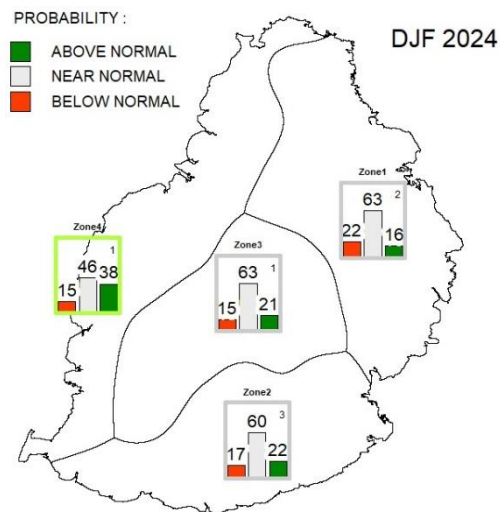 PROBABILITY :
ABOVE NORMAL
NEAR NORMAL
BELOW NORMAL
DJF 2024
Zone1
2
63
22
16
Zone4
1
46
38
15
Zone3
1
63
15
21
Zone2
3
60
17
22